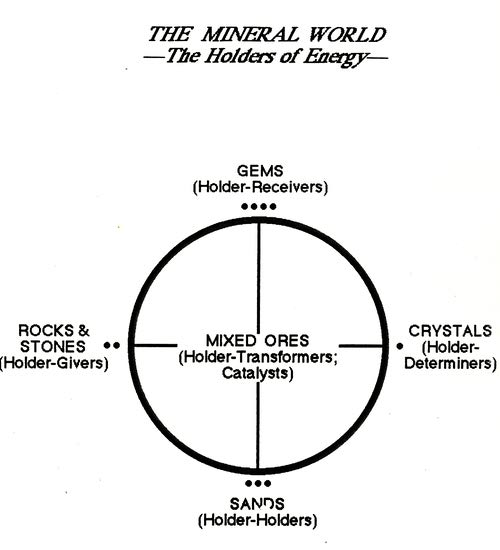 THE MINERAL WORLD
—The Holders of Energy—
GEMS
(Holder-Receivers)
ROCKS &
STONES
(Holder-Givers)
MIXED ORES
(Holder-Transformers;
Catalysts)
CRYSTALS
(Holder-
Determiners)
SANDS
(Holder-Holders)